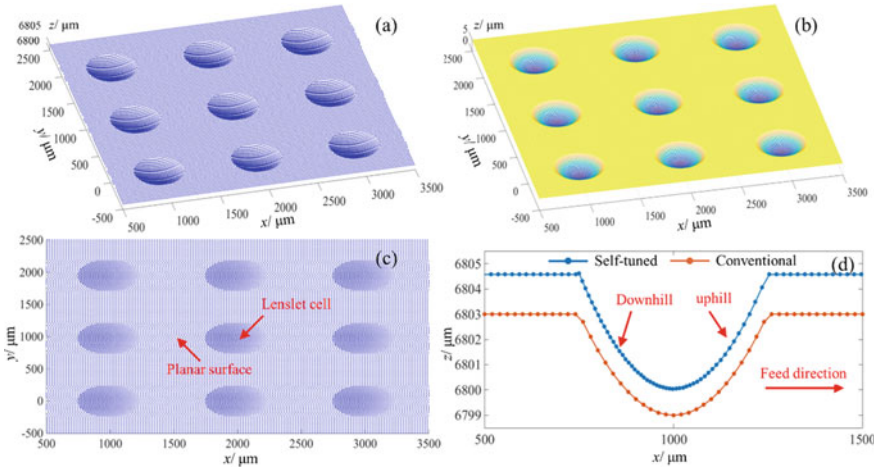 z/ μm
6805
6800
2500
2000
1500
1000
500
0
-500
y/ μm
500
1000
1500
2000
2500
3000
3500
x/ μm
(a)
z/ μm
5
0
2500
2000
1500
1000
500
0
-500
y/ μm
500
1000
1500
2000
2500
3000
3500
x/ μm
(b)
2500
2000
1500
1000
500
0
-500
y/ μm
(c)
Lenslet cell
Planar surface
500
1000
1500
2000
2500
3000
3500
x/ μm
6805
6804
6803
6802
6801
6800
6799
z/ μm
Self-tuned
Conventional
(d)
Downhill
uphill
Feed direction
500
1000
1500
x/ μm